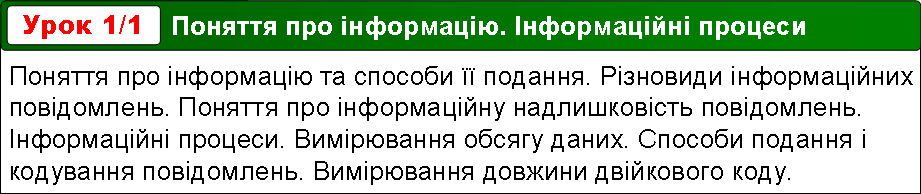 Урок 1/1 Поняття про інформацію. Інформаційні процеси
Поняття про інформацію та способи її подання. Різновиди інформаційних
повідомлень. Поняття про інформаційну надлишковість повідомлень.
Інформаційні процеси. Вимірювання обсягу даних. Способи подання і
кодування повідомлень. Вимірювання довжини двійкового коду.